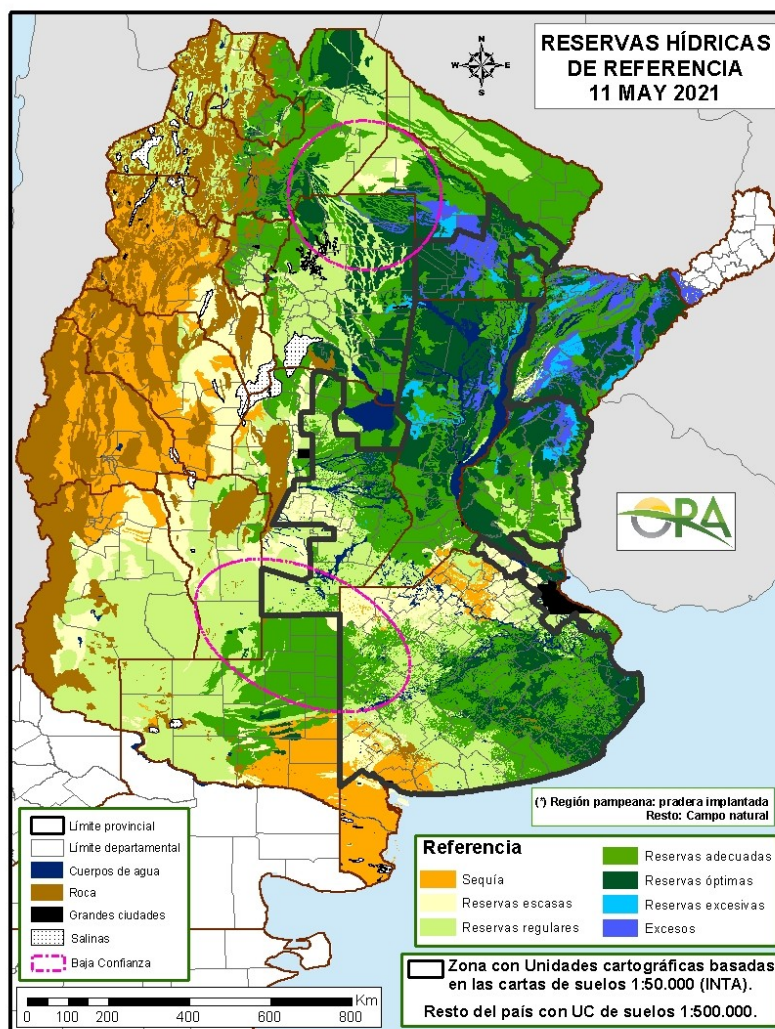 RESERVAS HÍDRICAS
DE REFERENCIA
11 MAY 2021
N
W
E
S
ORA
(*) Región pampeana: pradera implantada
Resto: Campo natural
Límite provincial
Límite departamental
Cuerpos de agua
Roca
Grandes ciudades
Salinas
Baja Confianza
Referencia
Sequía
Reservas escasas
Reservas regulares
Reservas adecuadas
Reservas óptimas
Reservas excesivas
Excesos
Km
0 100 200 400 600 800
Zona con Unidades cartográficas basadas
en las cartas de suelos 1:50.000 (INTA).
Resto del país con UC de suelos 1:500.000.